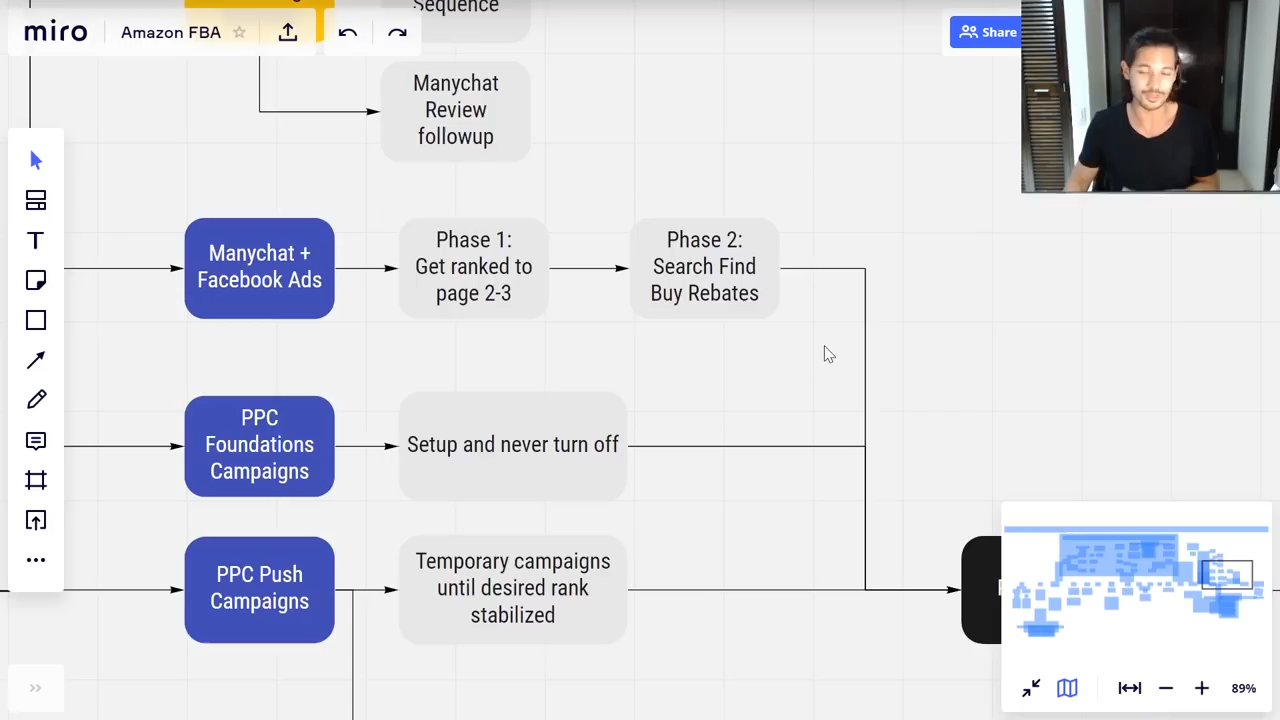 miro
Amazon FBA
Share
Sequence
Manychat
Review
followup
Manychat +
Facebook Ads
Phase 1:
Get ranked to
page 2-3
Phase 2:
Search Find
Buy Rebates
PPC
Foundations
Campaigns
Setup and never turn off
PPC Push
Campaigns
Temporary campaigns
until desired rank
stabilized
89%